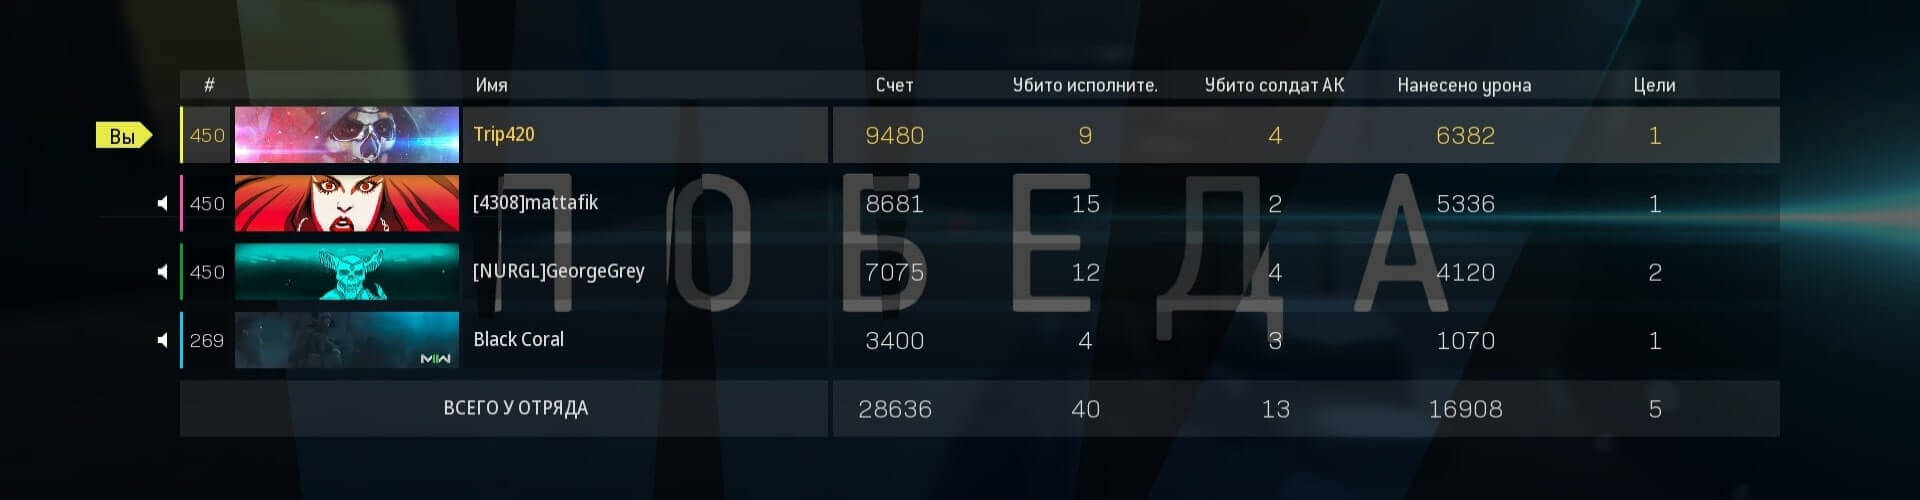 # Имя Счет Убито исполните. Убито солдат АК Нанесено урона Цели
Вы 450 Trip420 9480 9 4 6382 1
450 [4308]mattafik 8681 15 2 5336 1
ПОБЕДА
450 [NURGL]GeorgeGrey 7075 12 4 4120 2
269 MW Black Coral 3400 4 3 1070 1
ВСЕГО У ОТРЯДА 28636 40 13 16908 5